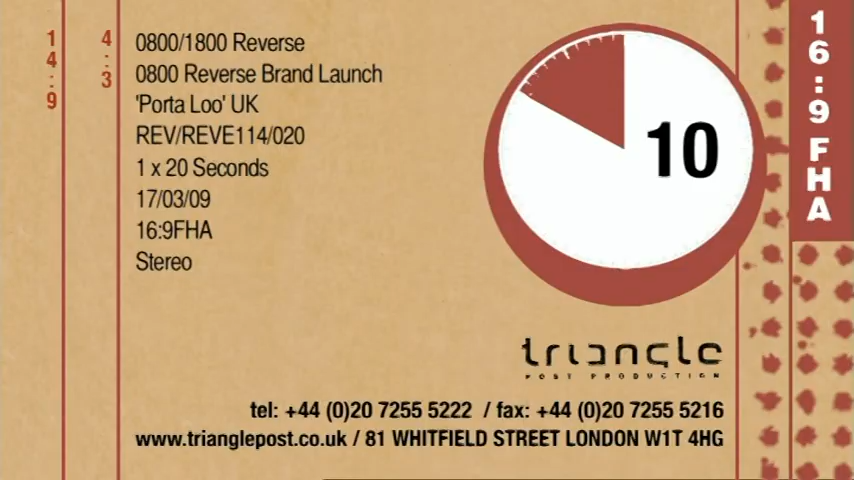 14:9
4:3
0800/1800 Reverse
0800 Reverse Brand Launch
'Porta Loo' UK
REV/REVE114/020
1 x 20 Seconds
17/03/09
16:9FHA
Stereo
10
16:9 FHA
triangle
POST PRODUCTION
tel: +44 (0)20 7255 5222 / fax: +44 (0)20 7255 5216
www.trianglepost.co.uk / 81 WHITFIELD STREET LONDON W1T 4HG